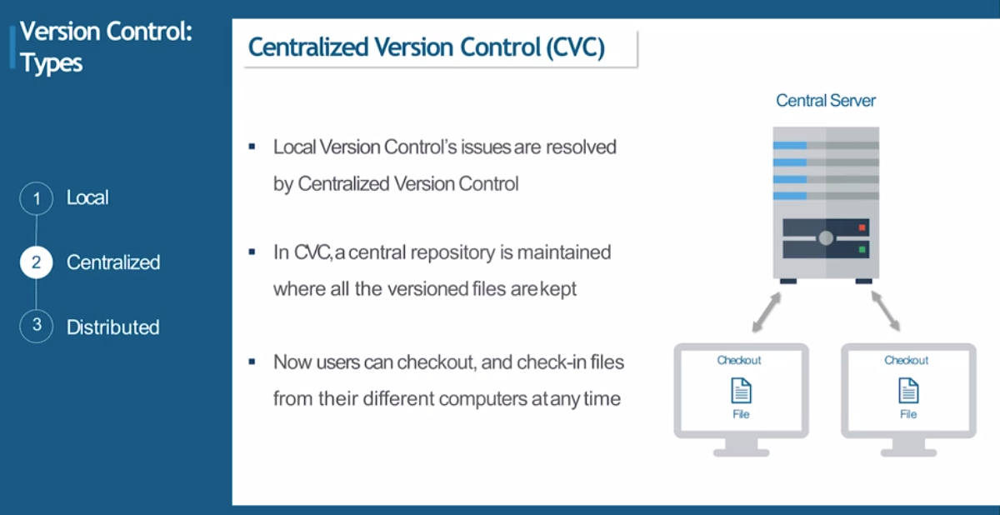 Version Control:
Types
1 Local
2 Centralized
3 Distributed
Centralized Version Control (CVC)
▪ Local Version Control's issues are resolved
by Centralized Version Control
▪ In CVC, a central repository is maintained
where all the versioned files are kept
▪ Now users can checkout, and check-in files
from their different computers at any time
Central Server
Checkout
File
Checkout
File